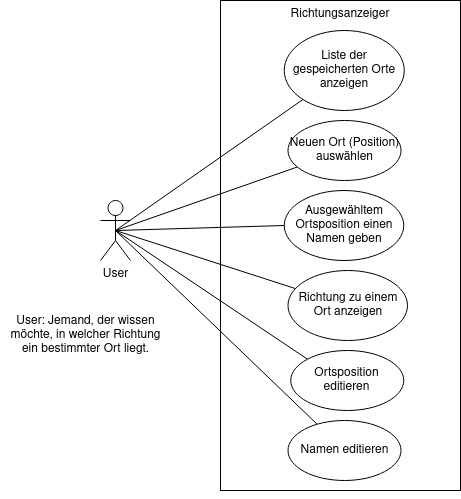 Richtungsanzeiger
Liste der
gespeicherten Orte
anzeigen
Neuen Ort (Position)
auswählen
Ausgewähltem
Ortsposition einen
Namen geben
Richtung zu einem
Ort anzeigen
Ortsposition
editieren
Namen editieren
User
User: Jemand, der wissen
möchte, in welcher Richtung
ein bestimmter Ort liegt.